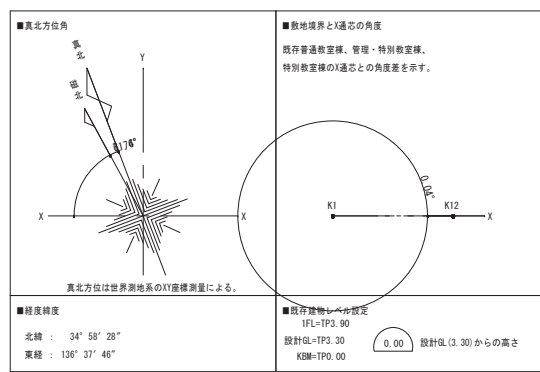 ■真北方位角
真北
磁北
Y
X
X
真北方位は世界測地系のXY座標測量による。
■敷地境界とX通芯の角度
既存普通教室棟、管理・特別教室棟、
特別教室棟のX通芯との角度差を示す。
0.04°
K1
K12
X
■経度緯度
北緯 : 34° 58' 28"
東経 : 136° 37' 46"
■既存建物レベル設定
1FL=TP3.90
設計GL=TP3.30
KBM=TP0.00
0.00
設計GL(3.30)からの高さ